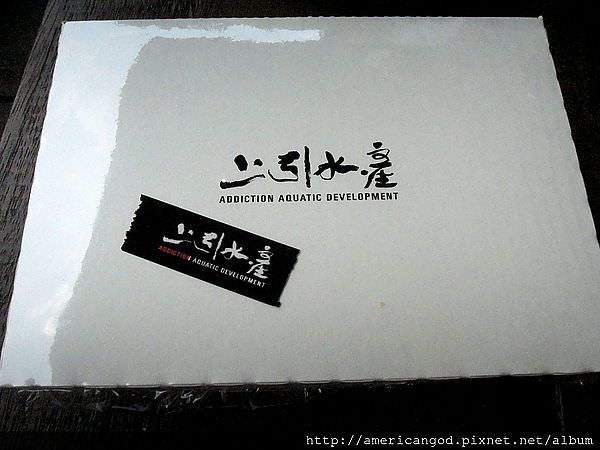 上引水產
ADDICTION AQUATIC DEVELOPMENT
上引水產
ADDICTION AQUATIC DEVELOPMENT
http://americangod.pixnet.net/album